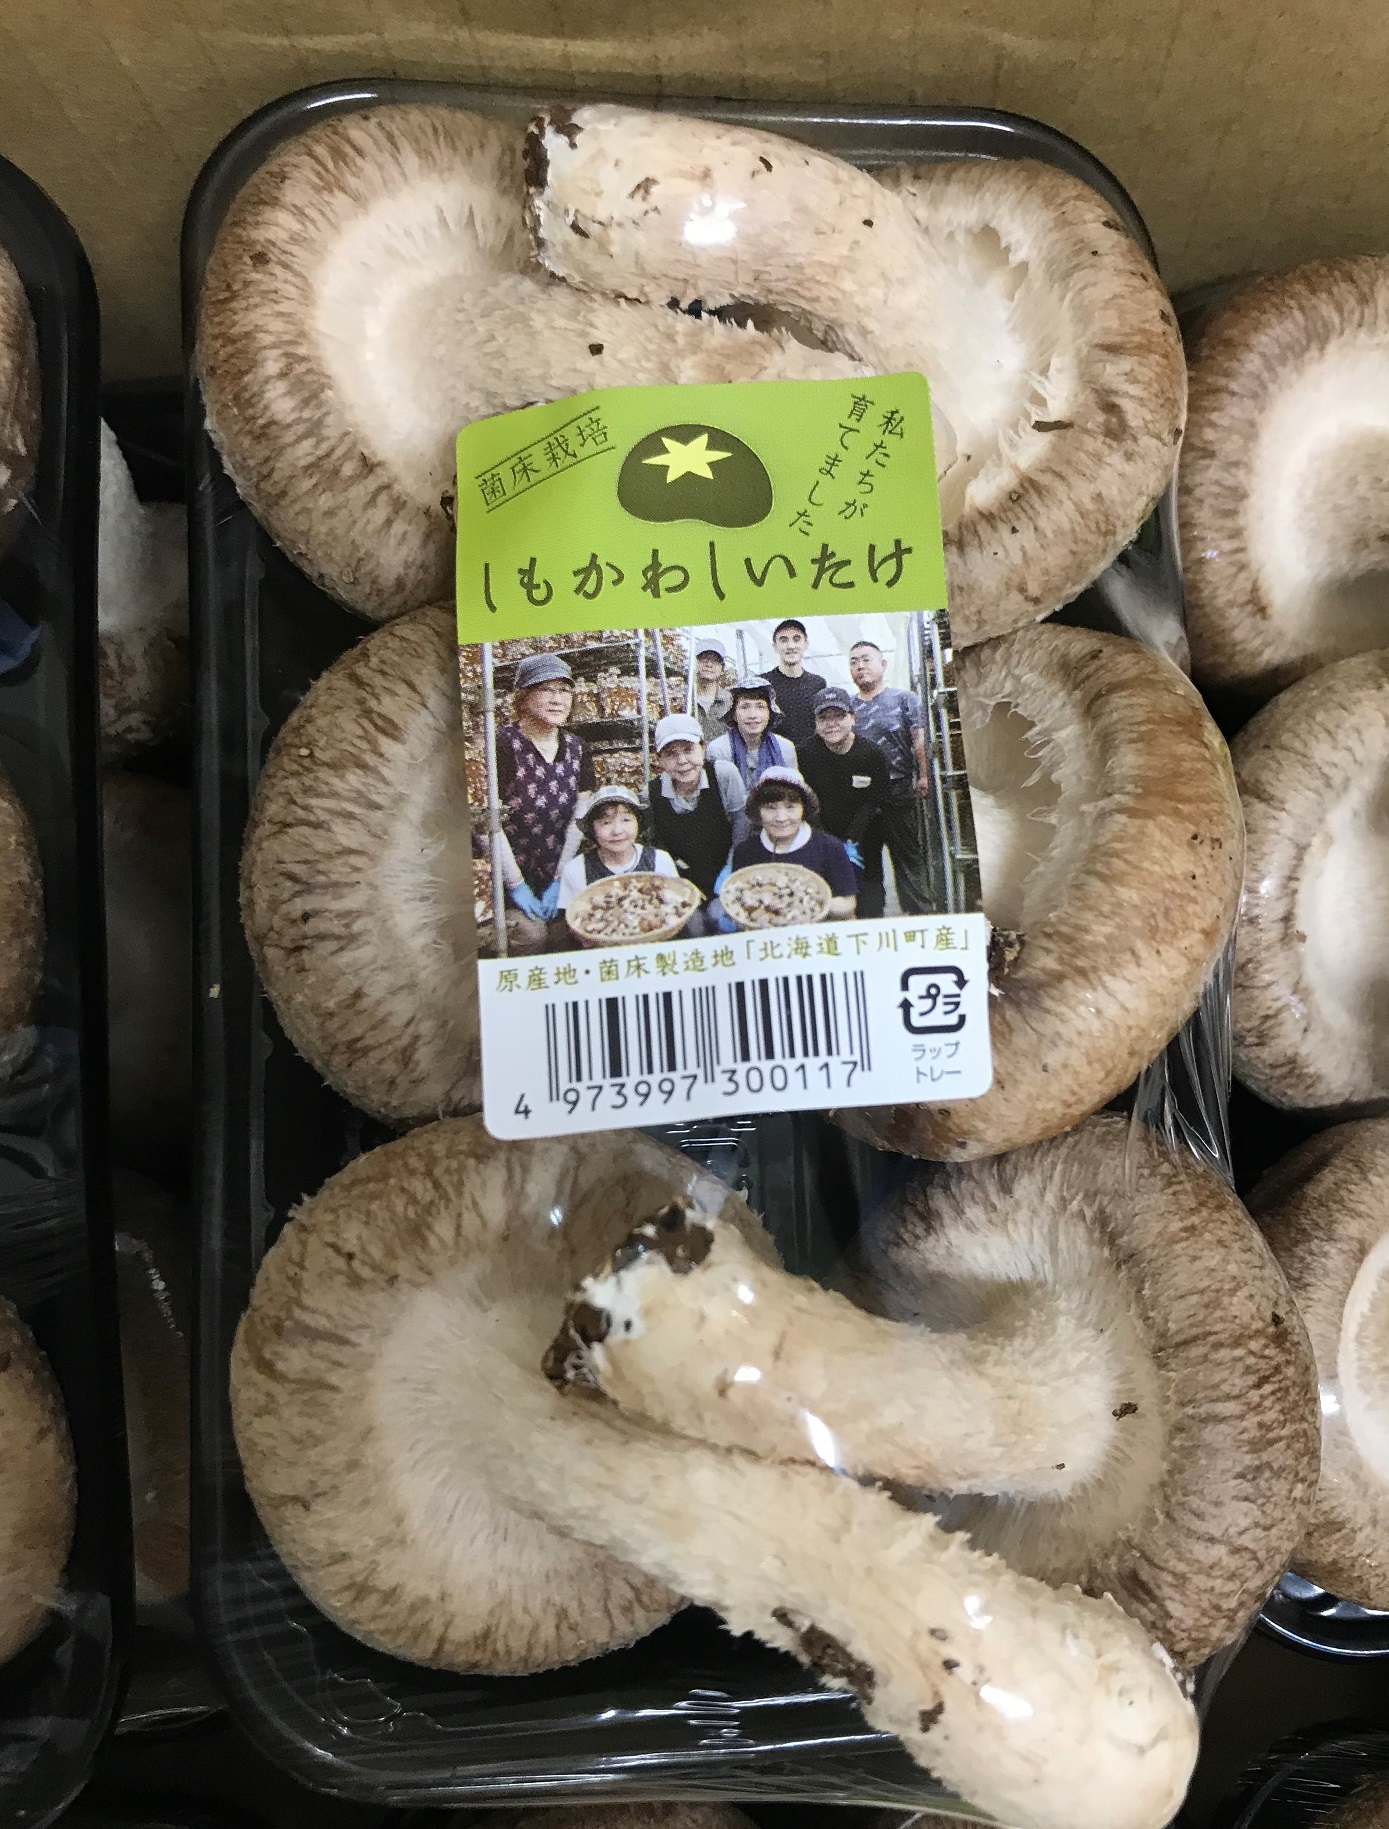 菌床栽培
私たちが
育てました
しもかわしいたけ
原産地・菌床製造地「北海道下川町産」
プラ
ラップ
トレー
4 973997 300117